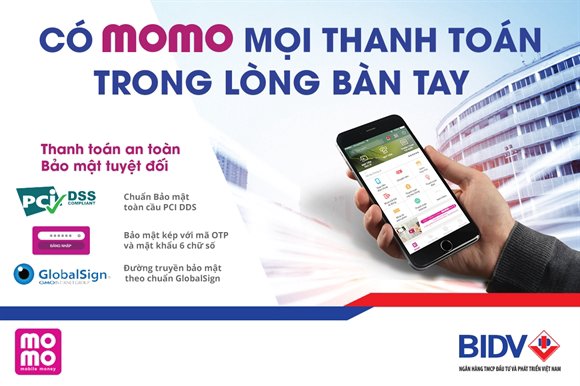 CÓ MOMO MỌI THANH TOÁN
TRONG LÒNG BÀN TAY
Thanh toán an toàn
Bảo mật tuyệt đối
PCI DSS
COMPLIANT
Chuẩn Bảo mật
toàn cầu PCI DDS
ĐĂNG NHẬP
Bảo mật kép với mã OTP
và mật khẩu 6 chữ số
GlobalSign
Đường truyền bảo mật
theo chuẩn GlobalSign
mo
mo
mobile money
BIDV
NGÂN HÀNG TMCP ĐẦU TƯ VÀ PHÁT TRIỂN VIỆT NAM